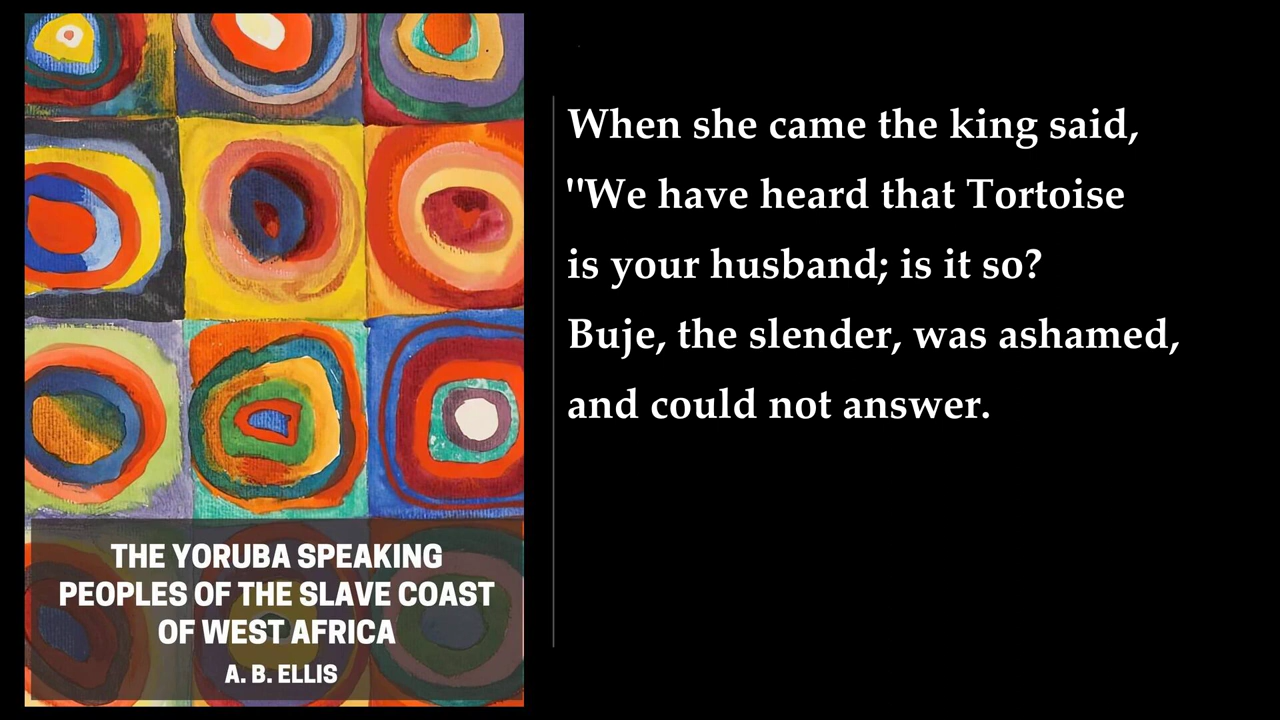 When she came the king said,
"We have heard that Tortoise
is your husband; is it so?
Buje, the slender, was ashamed,
and could not answer.
THE YORUBA SPEAKING
PEOPLES OF THE SLAVE COAST
OF WEST AFRICA
A. B. ELLIS